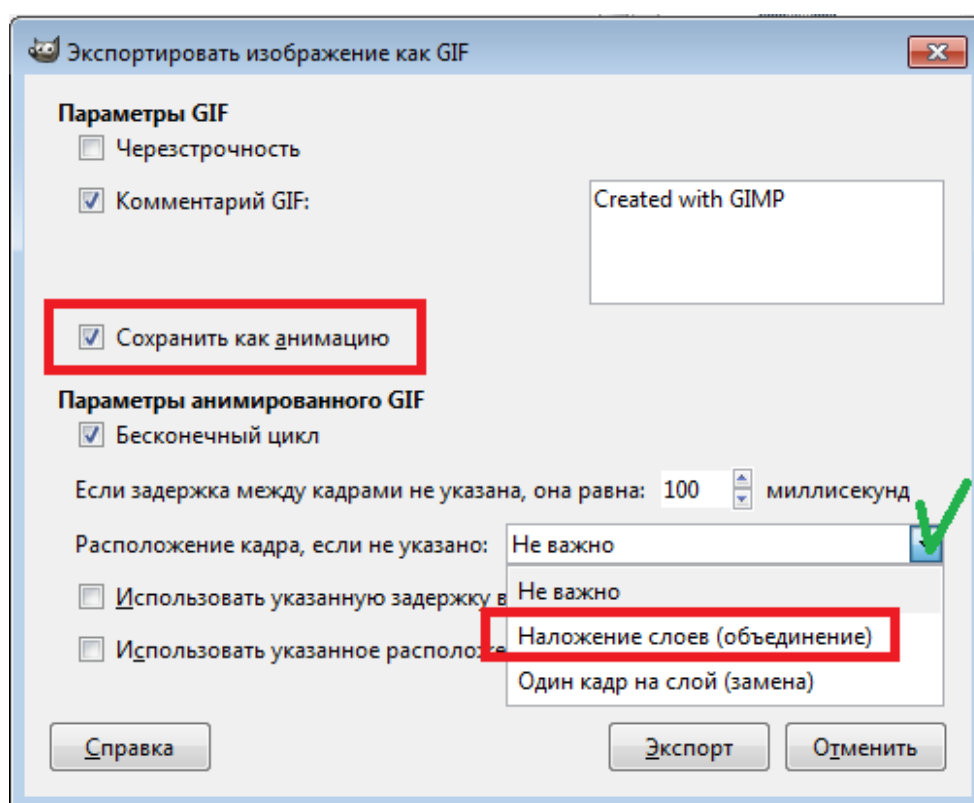 Экспортировать изображение как GIF
Параметры GIF
Черезстрочность
Комментарий GIF:
Created with GIMP
Сохранить как анимацию
Параметры анимированного GIF
Бесконечный цикл
Если задержка между кадрами не указана, она равна: 100 миллисекунд
Расположение кадра, если не указано: Не важно
Не важно
Использовать указанную задержку в
Наложение слоев (объединение)
Использовать указанное расположе
Один кадр на слой (замена)
Справка
Экспорт
Отменить